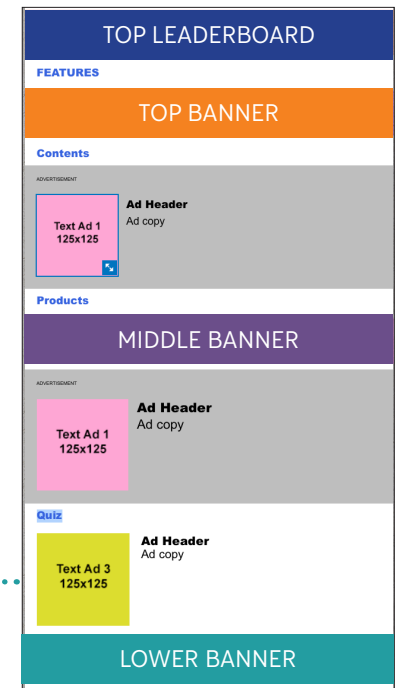 TOP LEADERBOARD
FEATURES
TOP BANNER
Contents
ADVERTISEMENT
Text Ad 1
125x125
Ad Header
Ad copy
Products
MIDDLE BANNER
ADVERTISEMENT
Text Ad 1
125x125
Ad Header
Ad copy
Quiz
Text Ad 3
125x125
Ad Header
Ad copy
LOWER BANNER